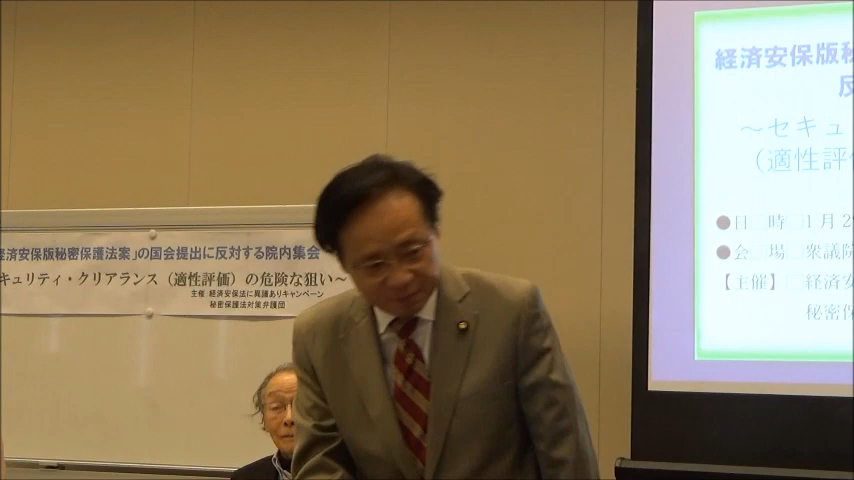 経済安保版秘密保護法案」の国会提出に反対する院内集会
キュリティ・クリアランス（適性評価）の危険な狙い～
主催 経済安保法に異議ありキャンペーン
秘密保護法対策弁護団
経済安保版秘
反
～セキュ
（適性評価
●日 時 1月2
●会 場 衆議院
【主催】 経済安
秘密保